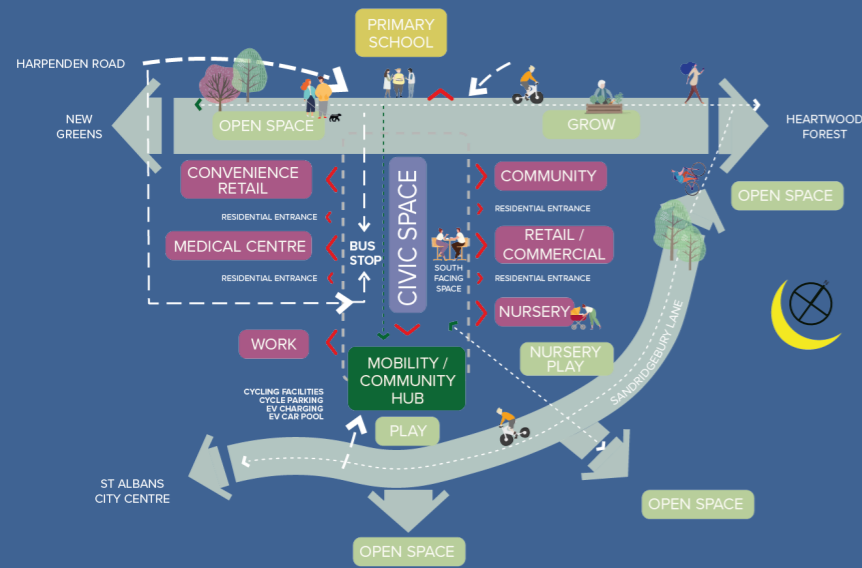 PRIMARY
SCHOOL
HARPENDEN ROAD
NEW
GREENS
OPEN SPACE
GROW
HEARTWOOD
FOREST
CONVENIENCE
RETAIL
CIVIC SPACE
COMMUNITY
OPEN SPACE
RESIDENTIAL ENTRANCE
RESIDENTIAL ENTRANCE
MEDICAL CENTRE
BUS
STOP
RETAIL /
COMMERCIAL
SOUTH
FACING
SPACE
RESIDENTIAL ENTRANCE
RESIDENTIAL ENTRANCE
NURSERY
WORK
NURSERY
PLAY
SANDRIDGEBURY LANE
MOBILITY /
COMMUNITY
HUB
CYCLING FACILITIES
CYCLE PARKING
EV CHARGING
EV CAR POOL
PLAY
ST ALBANS
CITY CENTRE
OPEN SPACE
OPEN SPACE